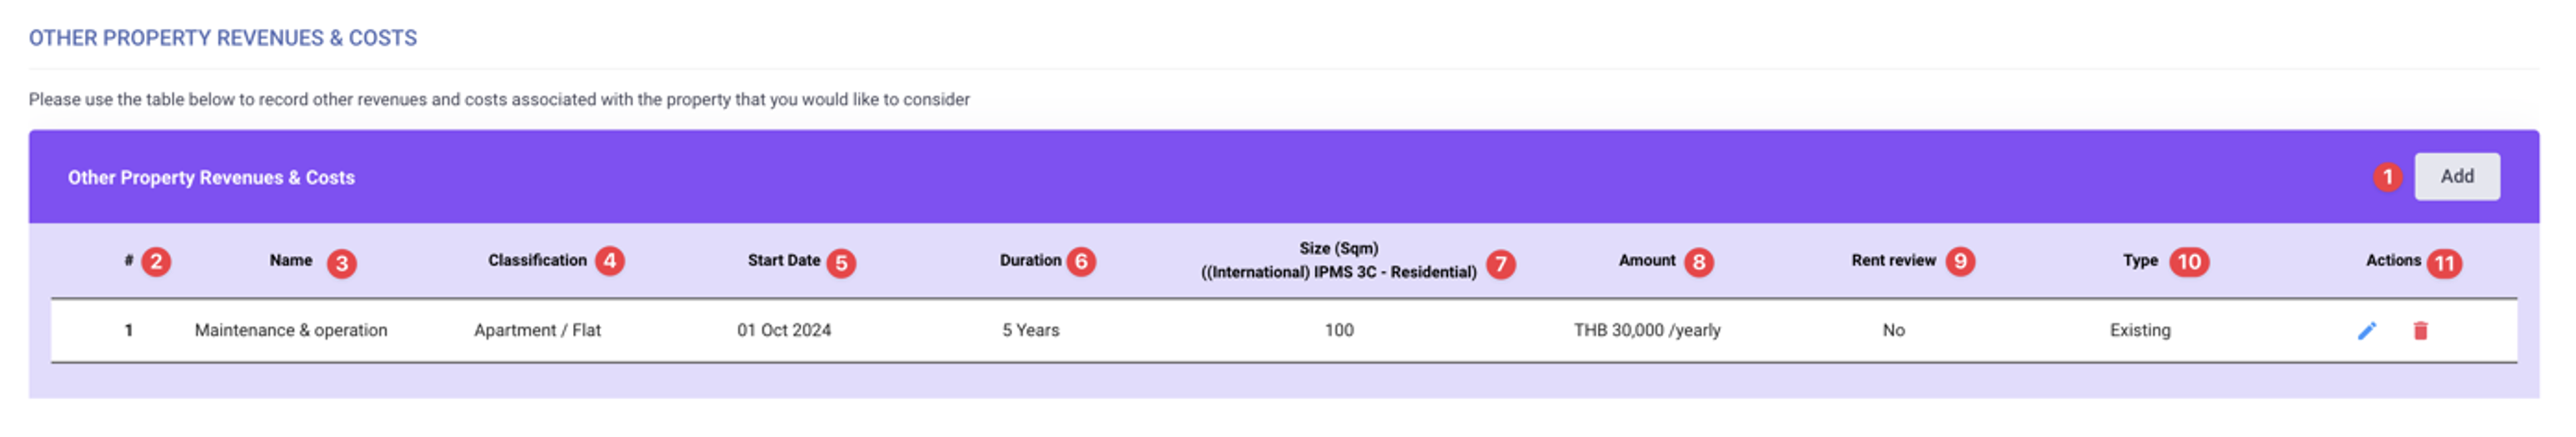 OTHER PROPERTY REVENUES & COSTS
Please use the table below to record other revenues and costs associated with the property that you would like to consider
Other Property Revenues & Costs 1 Add
# 2 Name 3 Classification 4 Start Date 5 Duration 6 Size (Sqm) ((International) IPMS 3C - Residential) 7 Amount 8 Rent review 9 Type 10 Actions 11
1 Maintenance & operation Apartment / Flat 01 Oct 2024 5 Years 100 THB 30,000 /yearly No Existing